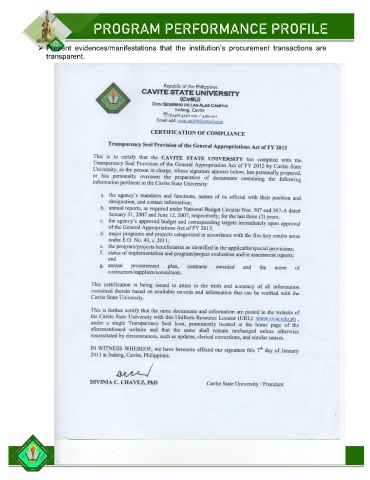 PROGRAM PERFORMANCE PROFILE
evidences/manifestations that the institution's procurement transactions are
transparent.
Republic of the Philippines
CAVITE STATE UNIVERSITY
(CvSU)
DON SEVERINO DE LAS ALAS CAMPUS
Indang, Cavite
CERTIFICATION OF COMPLIANCE
Transparency Seal Provision of the General Appropriations Act of FY 2012
This is to certify that the CAVITE STATE UNIVERSITY has complied with the
Transparency Seal Provision of the General Appropriation Act of FY 2012 by Cavite State
University, as the person in charge, whose signature appears below, has personally prepared,
or has personally overseen the preparation of documents containing the following
information pertinent to the Cavite State University:
a. the agency's mandates and functions, names of its official with their position and
designation, and contact information;
b. annual reports, as required under National Budget Circular Nos. 507 and 507-A dated
January 31, 2007 and June 12, 2007, respectively, for the last three (3) years;
c. the agency's approved budget and corresponding targets immediately upon approval
of the General Appropriations Act of FY 2012;
d. major programs and projects categorized in accordance with the five key results areas
under E.O. No. 43, s. 2011;
e. the program/projects beneficiaries as identified in the applicable/special provisions;
f. status of implementation and program/project evaluation and/or assessment reports;
and
g. annual procurement plan, contracts awarded and the name of
contractors/suppliers/consultants.
This certification is being issued to attest to the truth and accuracy of all information
contained therein based on available records and information that can be verified with the
Cavite State University.
This is further certify that the same documents and information are posted in the website of
the Cavite State University with this Uniform Resource Locator (URL): www.cvsu.edu.ph ,
under a single Transparency Seal Icon, prominently located at the home page of the
aforementioned website and that the same shall remain unchanged unless otherwise
necessitated by circumstances, such as updates, clerical corrections, and similar causes.
IN WITNESS WHEREOF, we have hereunto affixed our signature this 7th day of January
2013 at Indang, Cavite, Philippines.
DIVINIA C. CHAVEZ, PhD
Cavite State University / President